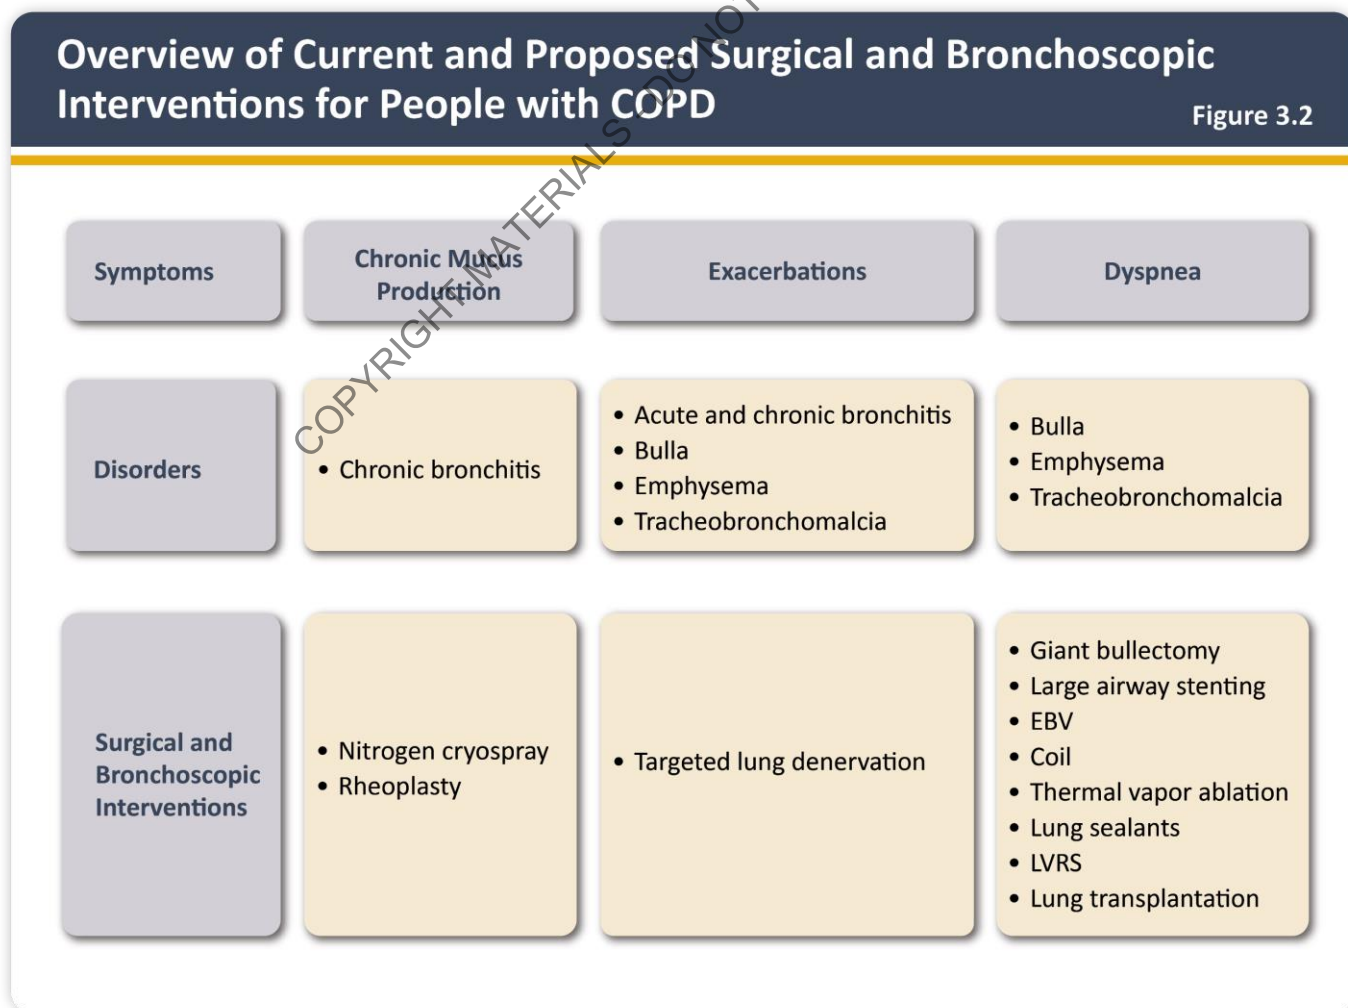 Overview of Current and Proposed Surgical and Bronchoscopic
Interventions for People with COPD
Figure 3.2
Symptoms
Chronic Mucus
Production
Exacerbations
Dyspnea
Disorders
• Chronic bronchitis
• Acute and chronic bronchitis
• Bulla
• Emphysema
• Tracheobronchomalcia
• Bulla
• Emphysema
• Tracheobronchomalcia
Surgical and
Bronchoscopic
Interventions
• Nitrogen cryospray
• Rheoplasty
• Targeted lung denervation
• Giant bullectomy
• Large airway stenting
• EBV
• Coil
• Thermal vapor ablation
• Lung sealants
• LVRS
• Lung transplantation
COPYRIGHT MATERIALS - DO NOT